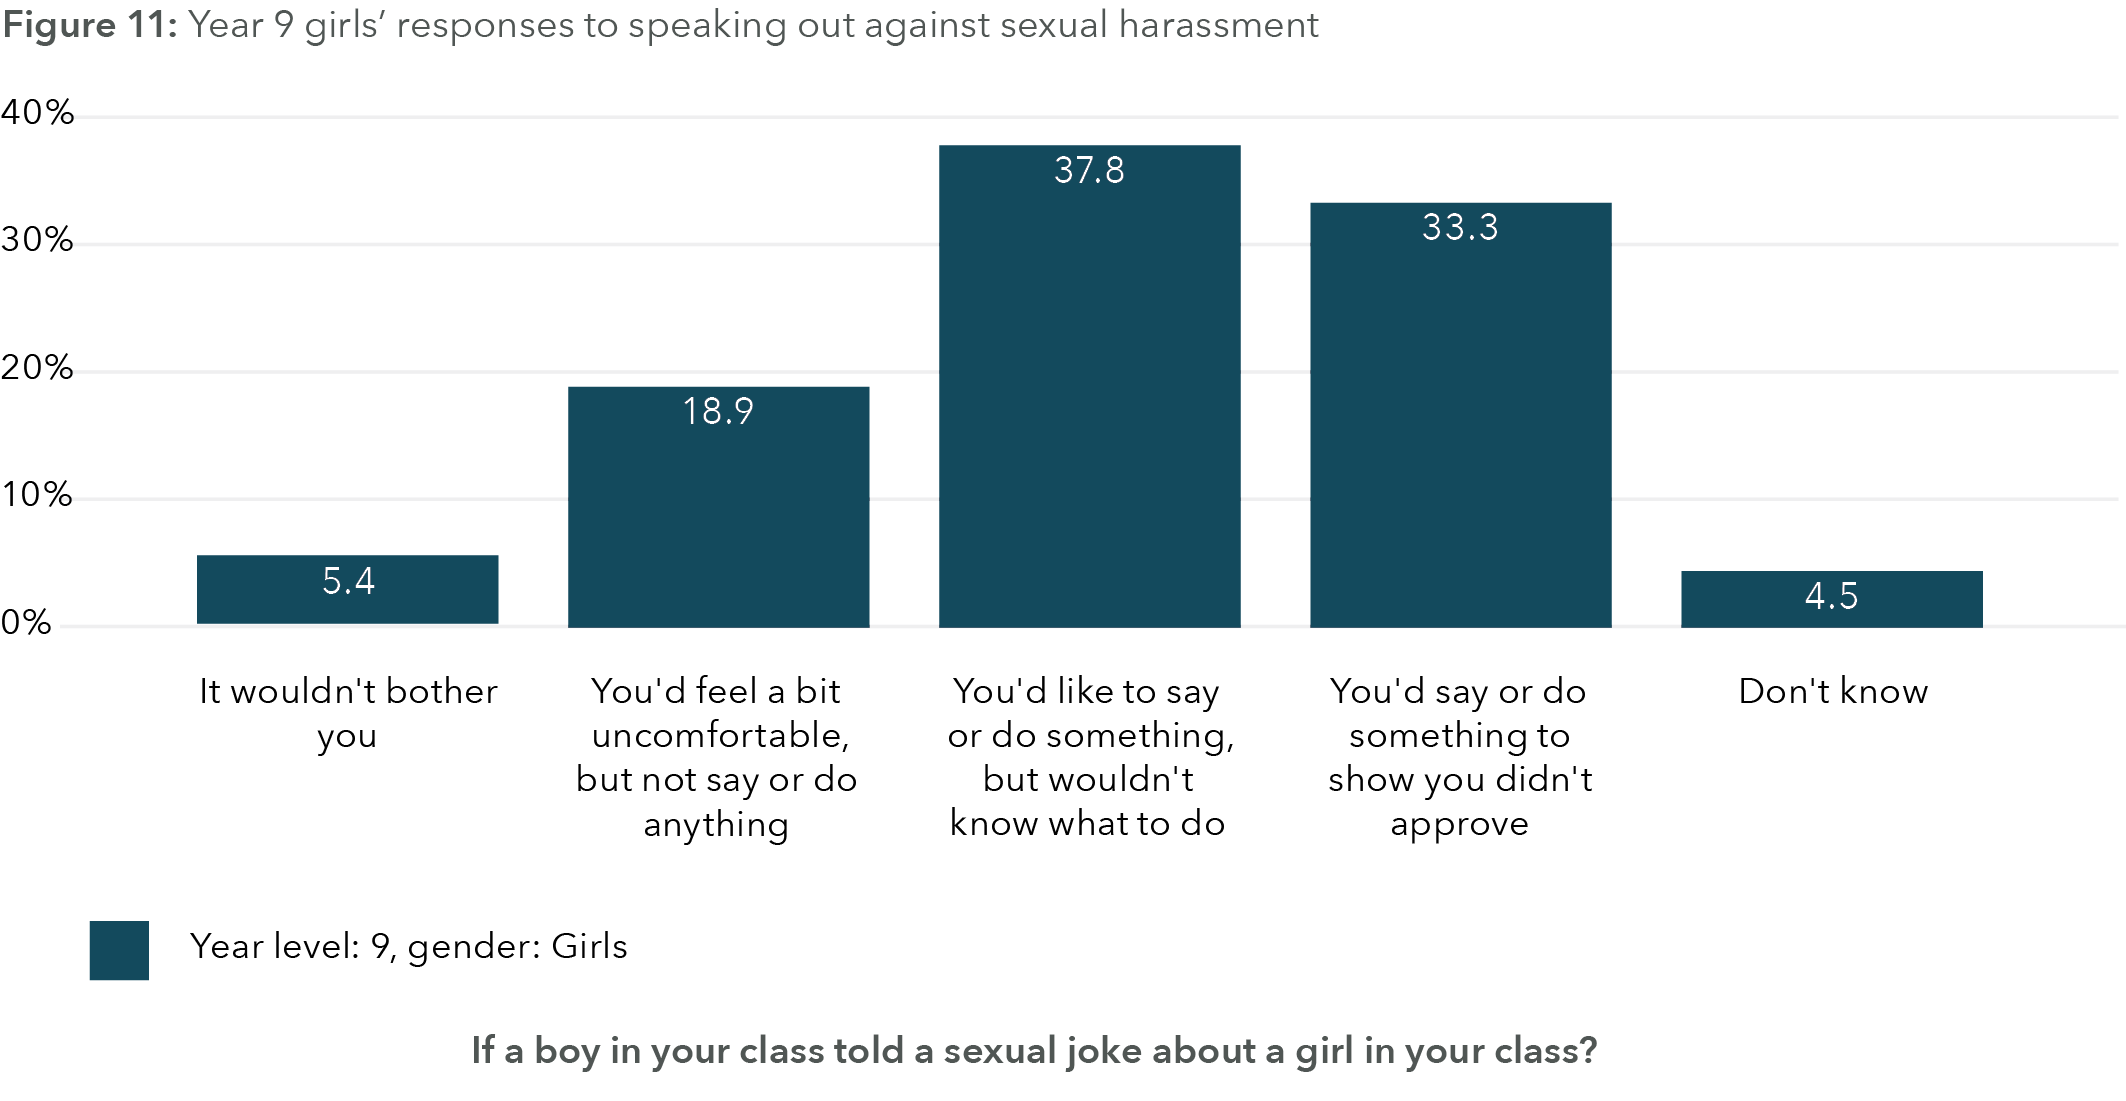 Figure 11: Year 9 girls’ responses to speaking out against sexual harassment
40%
30%
20%
10%
0%
5.4
18.9
37.8
33.3
4.5
It wouldn't bother
you
You'd feel a bit
uncomfortable,
but not say or do
anything
You'd like to say
or do something,
but wouldn't
know what to do
You'd say or do
something to
show you didn't
approve
Don't know
Year level: 9, gender: Girls
If a boy in your class told a sexual joke about a girl in your class?